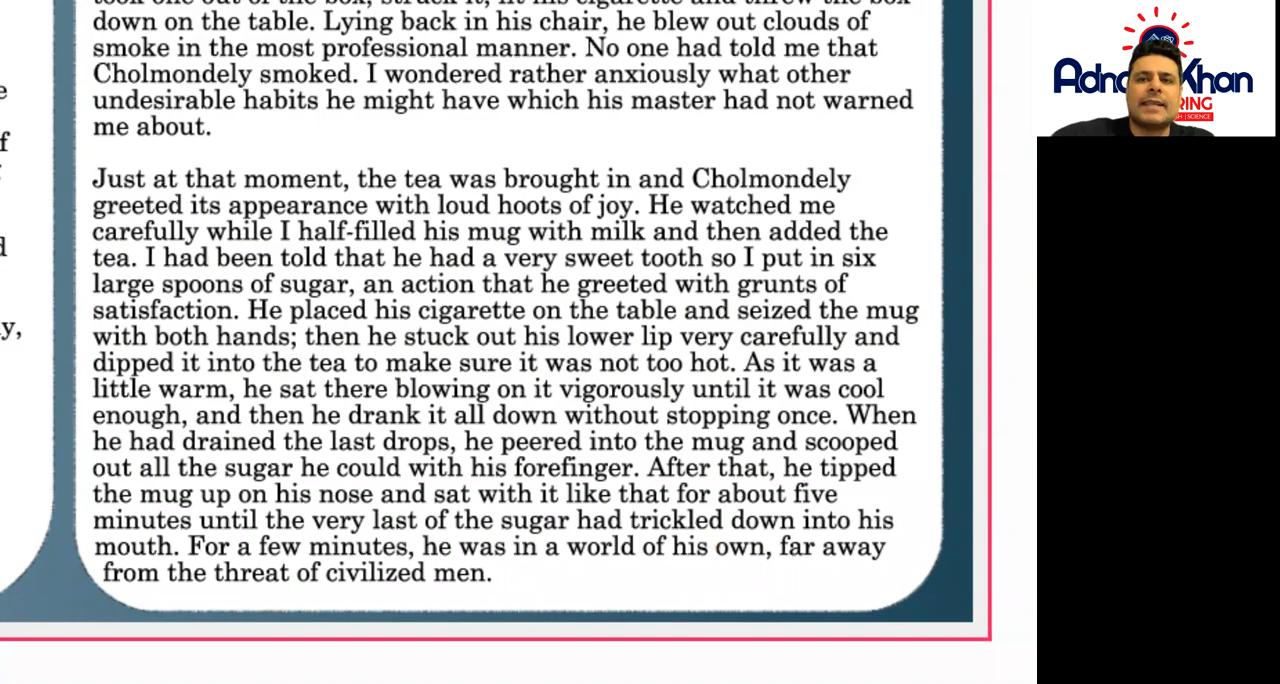 down on the table. Lying back in his chair, he blew out clouds of
smoke in the most professional manner. No one had told me that
Cholmondely smoked. I wondered rather anxiously what other
undesirable habits he might have which his master had not warned
me about.
Just at that moment, the tea was brought in and Cholmondely
greeted its appearance with loud hoots of joy. He watched me
carefully while I half-filled his mug with milk and then added the
tea. I had been told that he had a very sweet tooth so I put in six
large spoons of sugar, an action that he greeted with grunts of
satisfaction. He placed his cigarette on the table and seized the mug
with both hands; then he stuck out his lower lip very carefully and
dipped it into the tea to make sure it was not too hot. As it was a
little warm, he sat there blowing on it vigorously until it was cool
enough, and then he drank it all down without stopping once. When
he had drained the last drops, he peered into the mug and scooped
out all the sugar he could with his forefinger. After that, he tipped
the mug up on his nose and sat with it like that for about five
minutes until the very last of the sugar had trickled down into his
mouth. For a few minutes, he was in a world of his own, far away
from the threat of civilized men.
Khan
SCIENCE